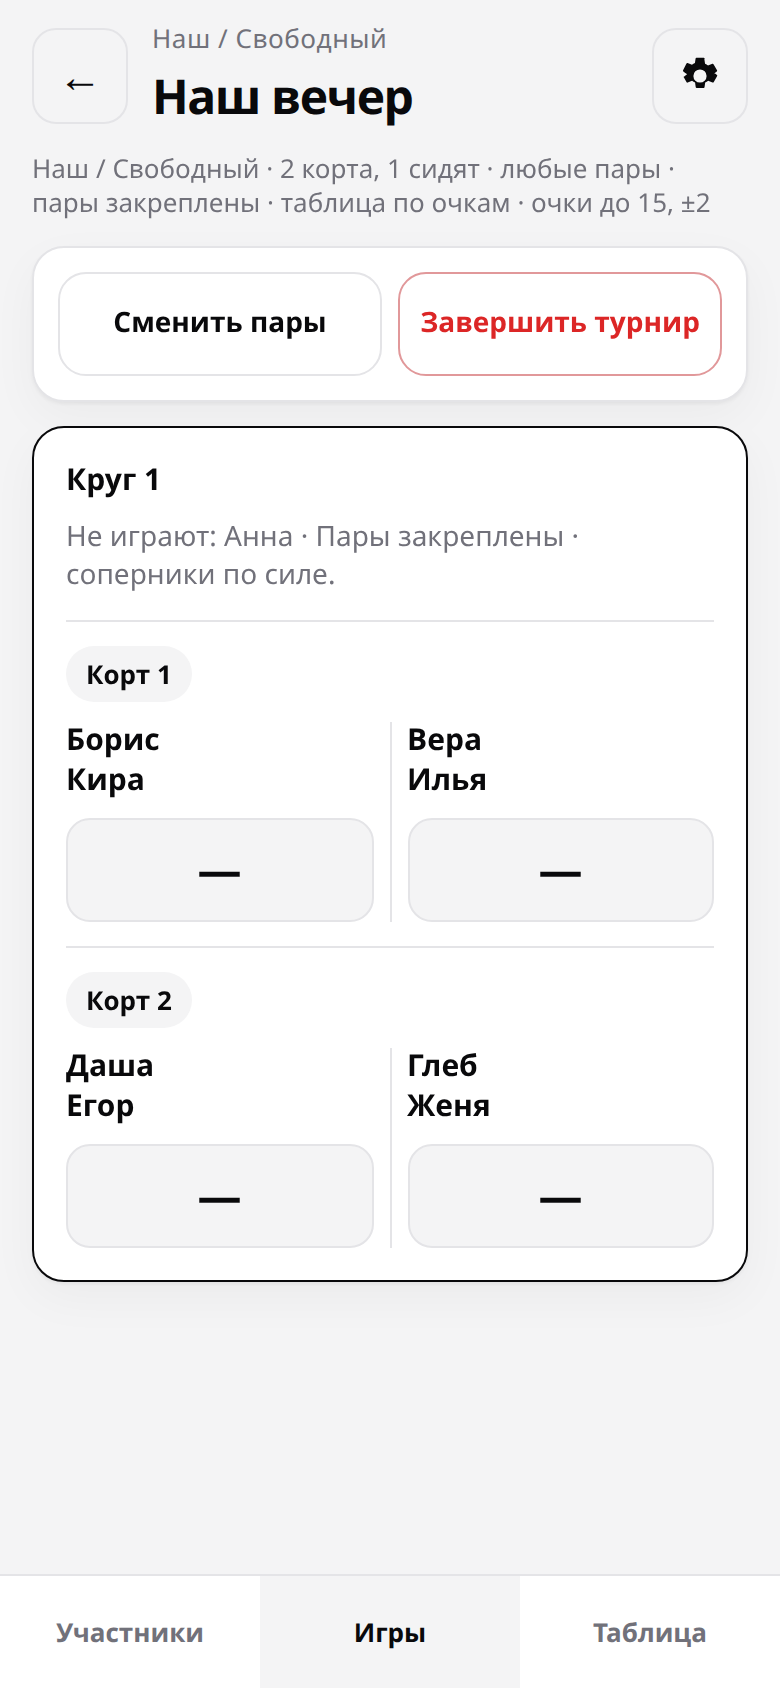 ←
Наш / Свободный
Наш вечер
Наш / Свободный · 2 корта, 1 сидят · любые пары ·
пары закреплены · таблица по очкам · очки до 15, ±2
Сменить пары
Завершить турнир
Круг 1
Не играют: Анна · Пары закреплены ·
соперники по силе.
Корт 1
Борис
Кира
Вера
Илья
—
—
Корт 2
Даша
Егор
Глеб
Женя
—
—
Участники
Игры
Таблица